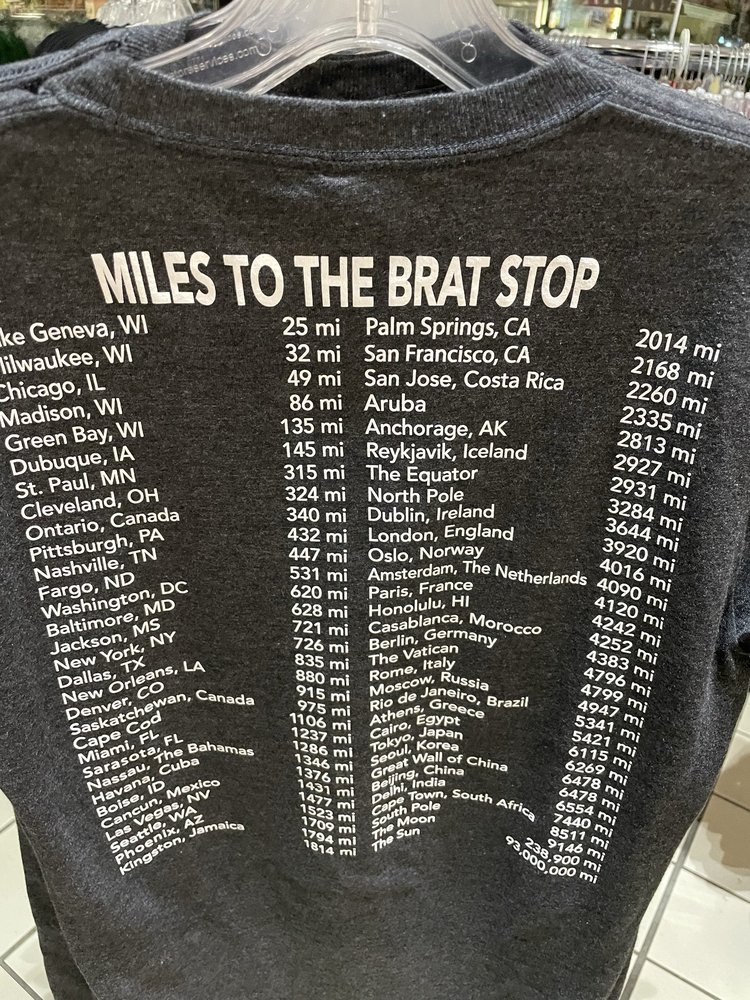 MILES TO THE BRAT STOP
ke Geneva, WI 25 mi Palm Springs, CA 2014 mi
Milwaukee, WI 32 mi San Francisco, CA 2168 mi
Chicago, IL 49 mi San Jose, Costa Rica 2260 mi
Madison, WI 86 mi Aruba 2335 mi
Green Bay, WI 135 mi Anchorage, AK 2813 mi
Dubuque, IA 145 mi Reykjavik, Iceland 2927 mi
St. Paul, MN 315 mi The Equator 2931 mi
Cleveland, OH 324 mi North Pole 3284 mi
Ontario, Canada 340 mi Dublin, Ireland 3644 mi
Pittsburgh, PA 432 mi London, England 3920 mi
Nashville, TN 447 mi Oslo, Norway 4016 mi
Fargo, ND 531 mi Amsterdam, The Netherlands 4090 mi
Washington, DC 620 mi Paris, France 4120 mi
Baltimore, MD 628 mi Honolulu, HI 4242 mi
Jackson, MS 721 mi Casablanca, Morocco 4252 mi
New York, NY 726 mi Berlin, Germany 4383 mi
Dallas, TX 835 mi The Vatican 4796 mi
New Orleans, LA 880 mi Rome, Italy 4799 mi
Denver, CO 915 mi Moscow, Russia 4947 mi
Saskatchewan, Canada 975 mi Rio de Janeiro, Brazil 5341 mi
Cape Cod 1106 mi Athens, Greece 5421 mi
Miami, FL 1237 mi Cairo, Egypt 6115 mi
Sarasota, FL 1286 mi Tokyo, Japan 6269 mi
Nassau, The Bahamas 1346 mi Seoul, Korea 6478 mi
Havana, Cuba 1376 mi Great Wall of China 6478 mi
Boise, ID 1431 mi Beijing, China 6554 mi
Cancun, Mexico 1477 mi Delhi, India 7440 mi
Las Vegas, NV 1523 mi Cape Town, South Africa 8511 mi
Seattle, WA 1709 mi South Pole 9146 mi
Phoenix, AZ 1794 mi The Moon 238,900 mi
Kingston, Jamaica 1814 mi The Sun 93,000,000 mi